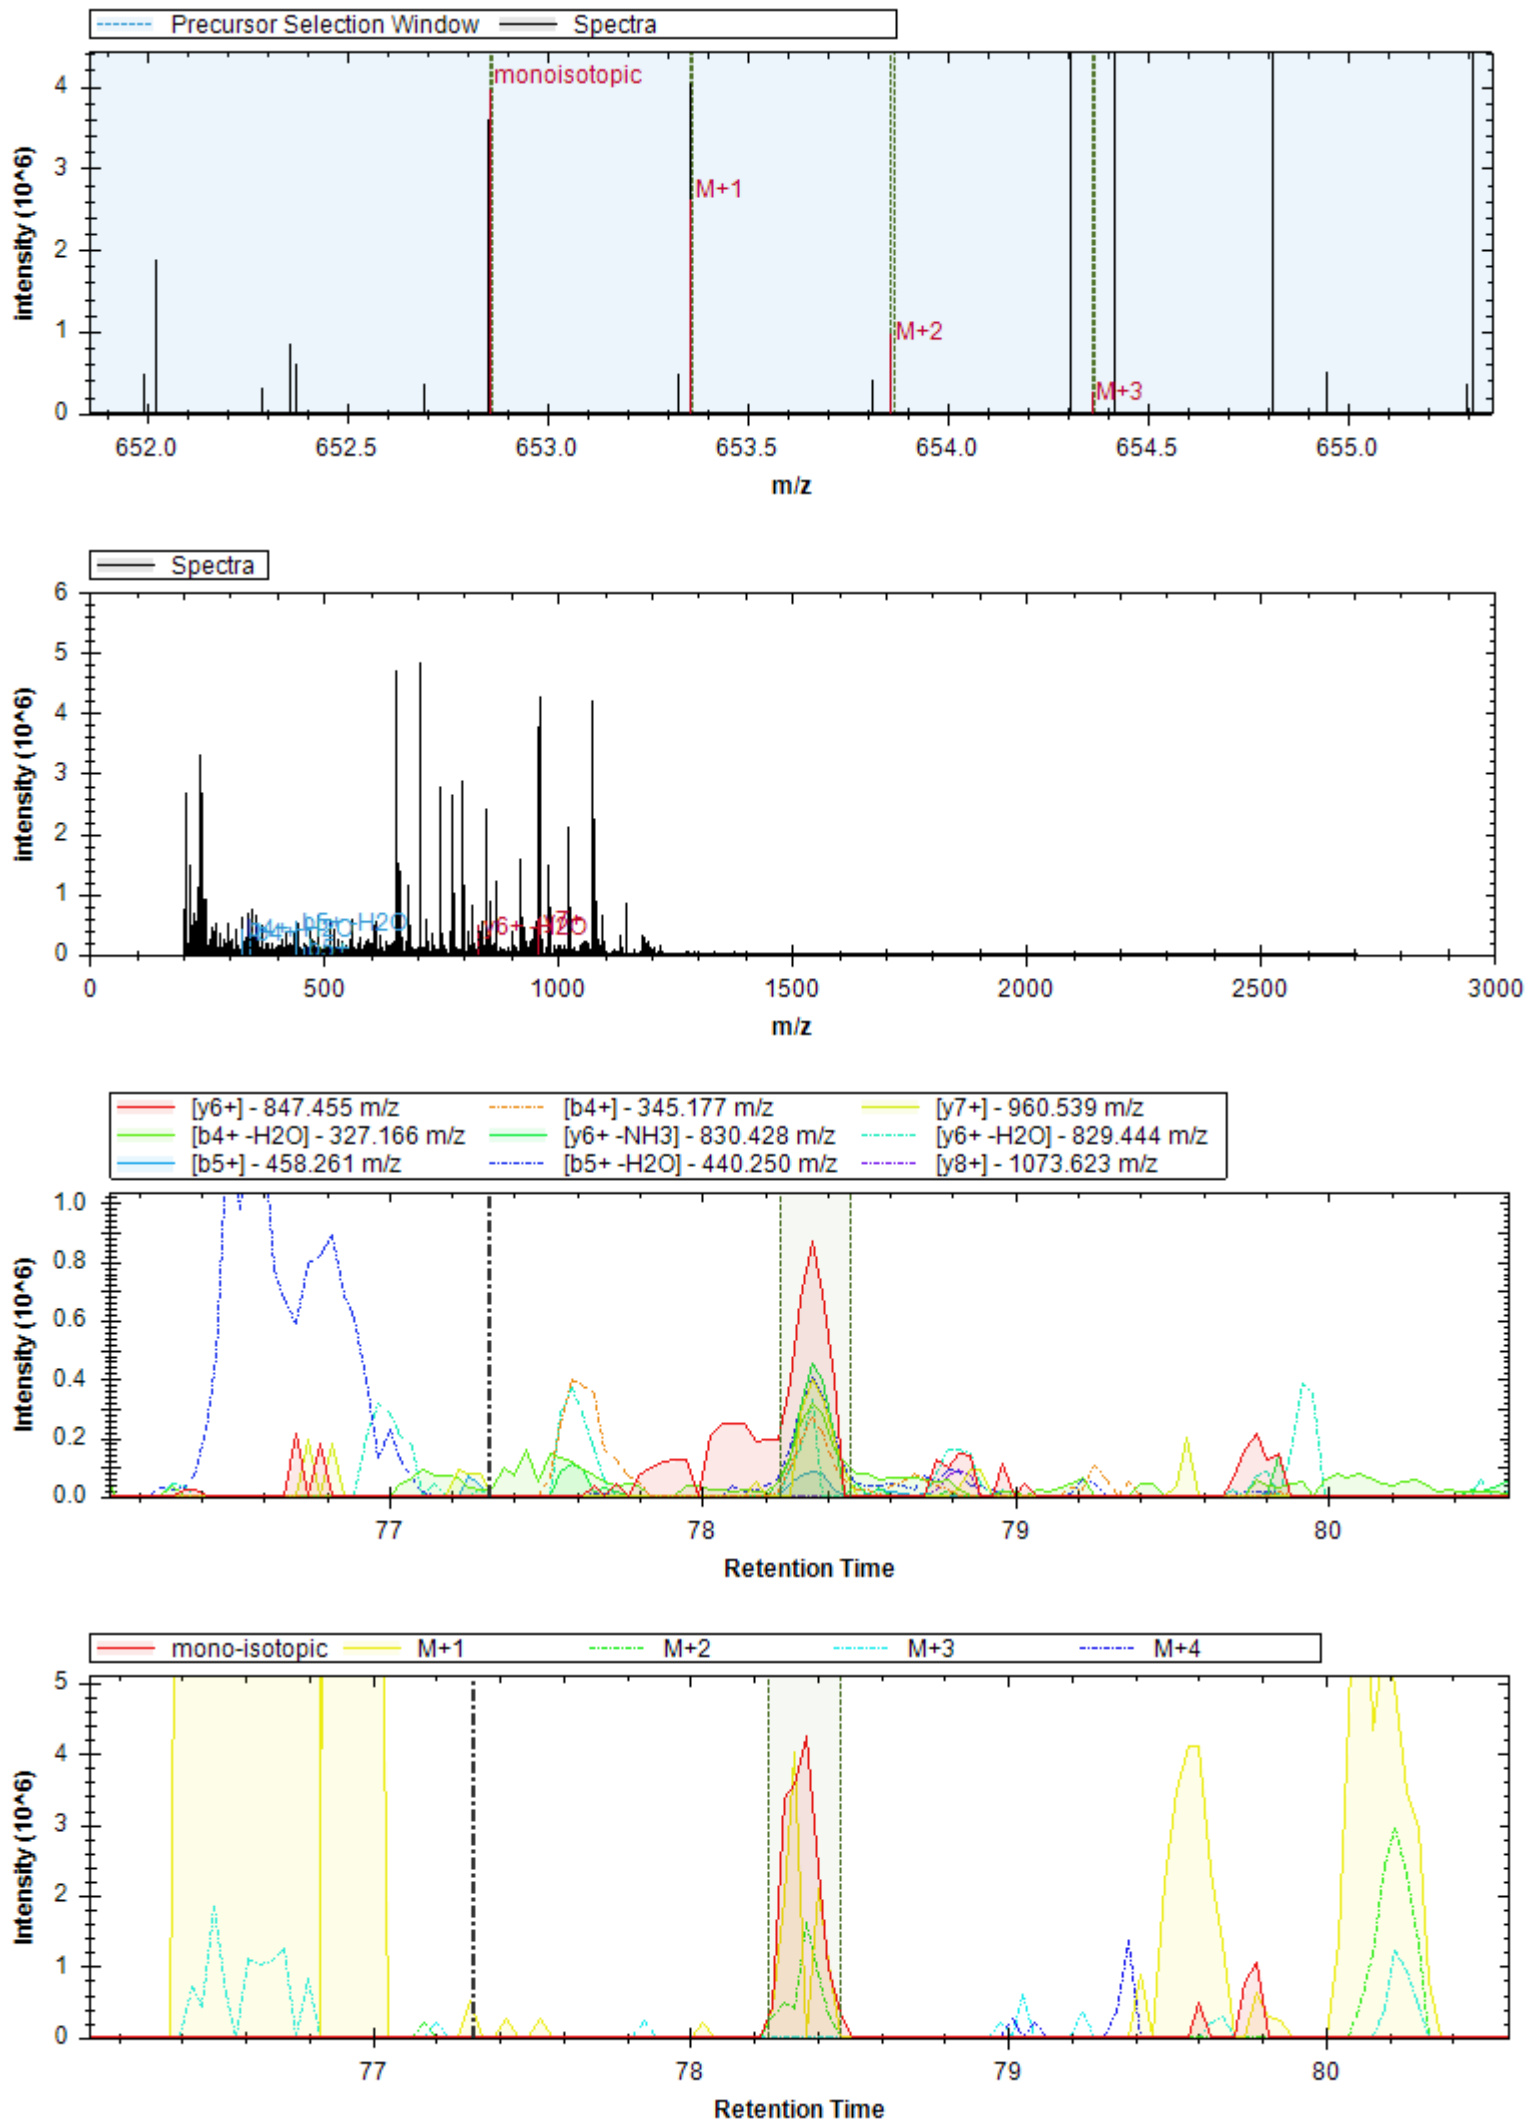 Precursor Selection Window Spectra
monoisotopic
M+1
M+2
M+3
4
3
2
1
0
intensity (10^6)
652.0 652.5 653.0 653.5 654.0 654.5 655.0
m/z
Spectra
6
5
4
3
2
1
0
intensity (10^6)
y6+ -H2O
0 500 1000 1500 2000 2500 3000
m/z
[y6+] - 847.455 m/z [b4+] - 345.177 m/z [y7+] - 960.539 m/z
[b4+ -H2O] - 327.166 m/z [y6+ -NH3] - 830.428 m/z [y6+ -H2O] - 829.444 m/z
[b5+] - 458.261 m/z [b5+ -H2O] - 440.250 m/z [y8+] - 1073.623 m/z
1.0
0.8
0.6
0.4
0.2
0.0
Intensity (10^6)
77 78 79 80
Retention Time
mono-isotopic M+1 M+2 M+3 M+4
5
4
3
2
1
0
Intensity (10^6)
77 78 79 80
Retention Time